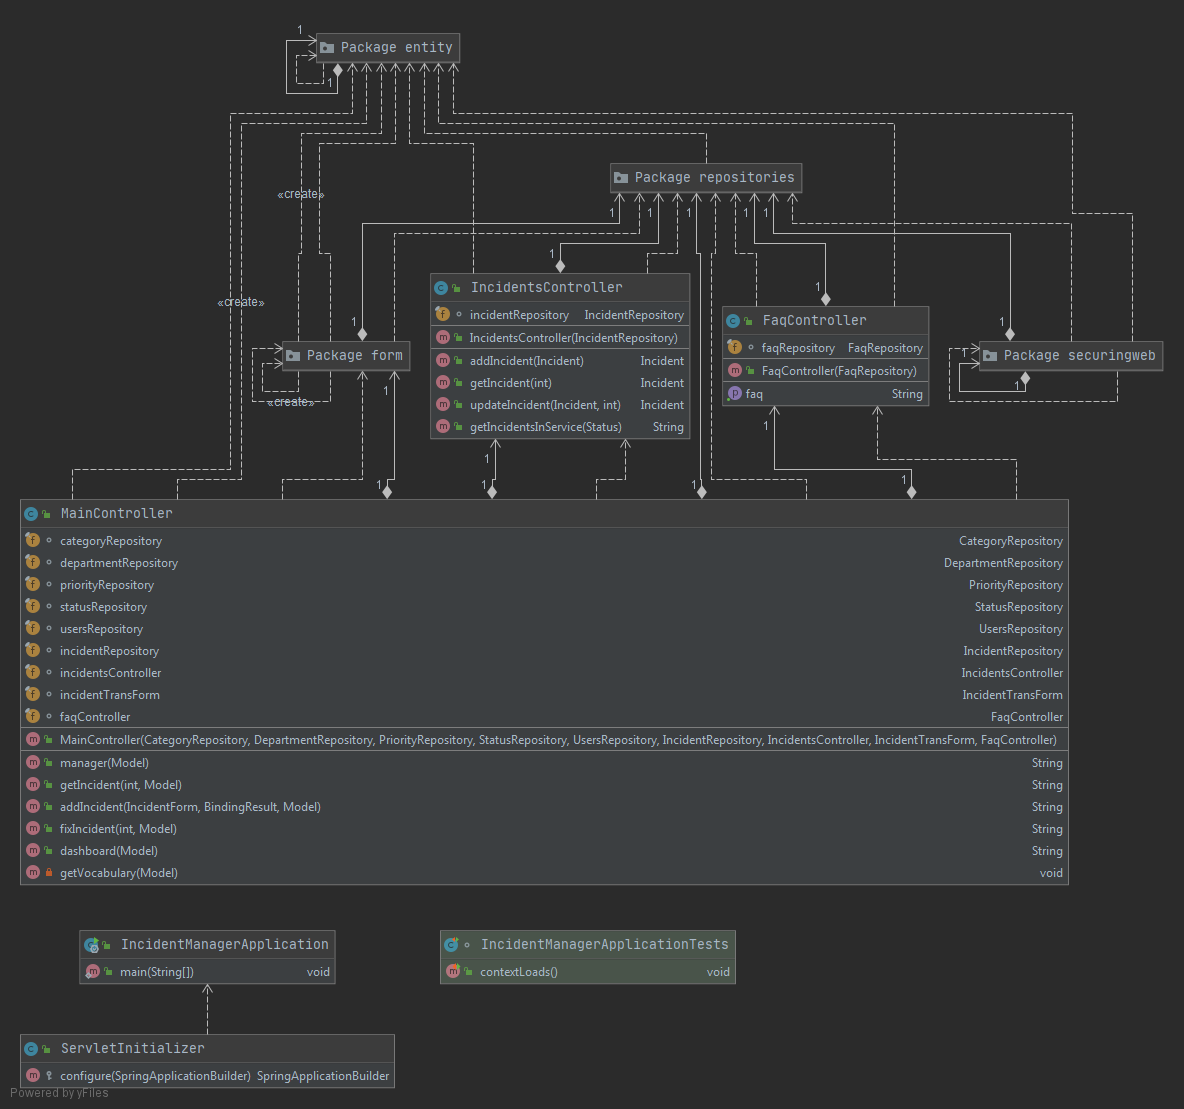 1
Package entity
1
Package repositories
«create»
1
1
1
1
1
1
1
IncidentsController
incidentRepository IncidentRepository
IncidentsController(IncidentRepository)
addIncident(Incident) Incident
getIncident(int) Incident
updateIncident(Incident, int) Incident
getIncidentsInService(Status) String
«create»
1
FaqController
faqRepository FaqRepository
FaqController(FaqRepository)
faq String
1
Package form
«create»
1
1
Package securingweb
1
1
1
1
1
1
1
1
MainController
categoryRepository CategoryRepository
departmentRepository DepartmentRepository
priorityRepository PriorityRepository
statusRepository StatusRepository
usersRepository UsersRepository
incidentRepository IncidentRepository
incidentsController IncidentsController
incidentTransForm IncidentTransForm
faqController FaqController
MainController(CategoryRepository, DepartmentRepository, PriorityRepository, StatusRepository, UsersRepository, IncidentRepository, IncidentsController, IncidentTransForm, FaqController)
manager(Model) String
getIncident(int, Model) String
addIncident(IncidentForm, BindingResult, Model) String
fixIncident(int, Model) String
dashboard(Model) String
getVocabulary(Model) void
IncidentManagerApplication
main(String[]) void
IncidentManagerApplicationTests
contextLoads() void
ServletInitializer
configure(SpringApplicationBuilder) SpringApplicationBuilder
Powered by yFiles